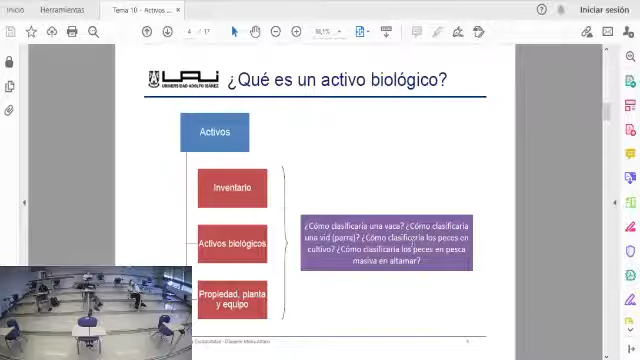 Inicio
Herramientas
Tema 10 - Activos ...
Iniciar sesión
4 / 17
UAI
UNIVERSIDAD ADOLFO IBÁÑEZ
¿Qué es un activo biológico?
Activos
Inventario
Activos biológicos
Propiedad, planta
y equipo
¿Cómo clasificaría una vaca? ¿Cómo clasificaría
una vid (parra)? ¿Cómo clasificaría los peces en
cultivo? ¿Cómo clasificaría los peces en pesca
masiva en altamar?